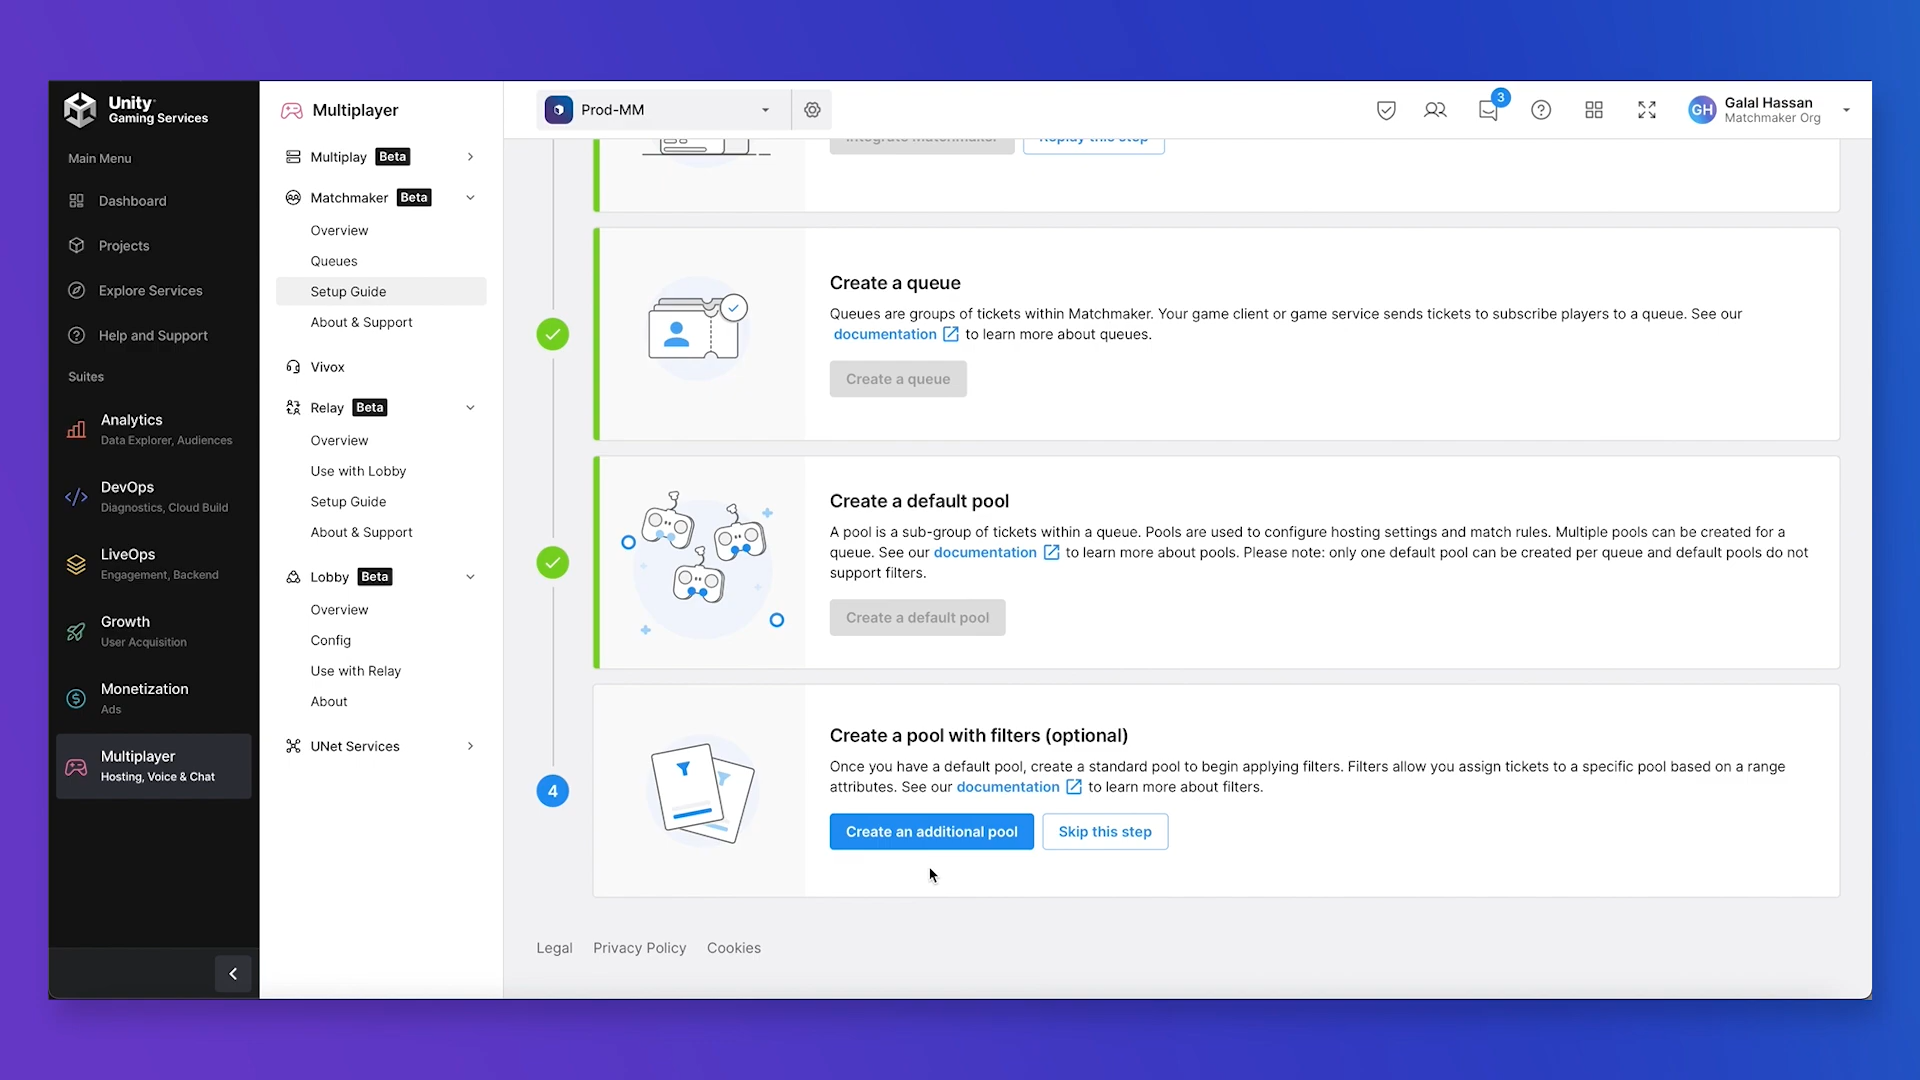 Unity
Gaming Services
Main Menu
Dashboard
Projects
Explore Services
Help and Support
Suites
Analytics
Data Explorer, Audiences
DevOps
Diagnostics, Cloud Build
LiveOps
Engagement, Backend
Growth
User Acquisition
Monetization
Ads
Multiplayer
Hosting, Voice & Chat
Multiplayer
Multiplay Beta
Matchmaker Beta
Overview
Queues
Setup Guide
About & Support
Vivox
Relay Beta
Overview
Use with Lobby
Setup Guide
About & Support
Lobby Beta
Overview
Config
Use with Relay
About
UNet Services
Prod-MM
3
GH
Galal Hassan
Matchmaker Org
Integrate Matchmaker
Replay this step
Create a queue
Queues are groups of tickets within Matchmaker. Your game client or game service sends tickets to subscribe players to a queue. See our
documentation to learn more about queues.
Create a queue
Create a default pool
A pool is a sub-group of tickets within a queue. Pools are used to configure hosting settings and match rules. Multiple pools can be created for a
queue. See our documentation to learn more about pools. Please note: only one default pool can be created per queue and default pools do not
support filters.
Create a default pool
4
Create a pool with filters (optional)
Once you have a default pool, create a standard pool to begin applying filters. Filters allow you assign tickets to a specific pool based on a range
attributes. See our documentation to learn more about filters.
Create an additional pool
Skip this step
Legal
Privacy Policy
Cookies